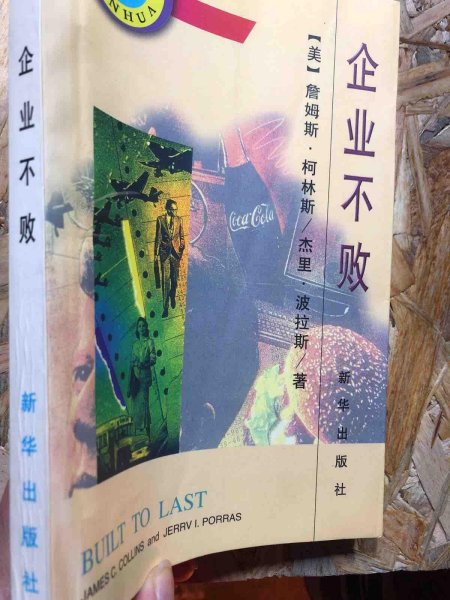 NHUA
企业不败
【美】詹姆斯·柯林斯/杰里·波拉斯/著
新华出版社
Coca-Cola
BUILT TO LAST
JAMES C. COLLINS and JERRV I. PORRAS
企业不败
新华出版社